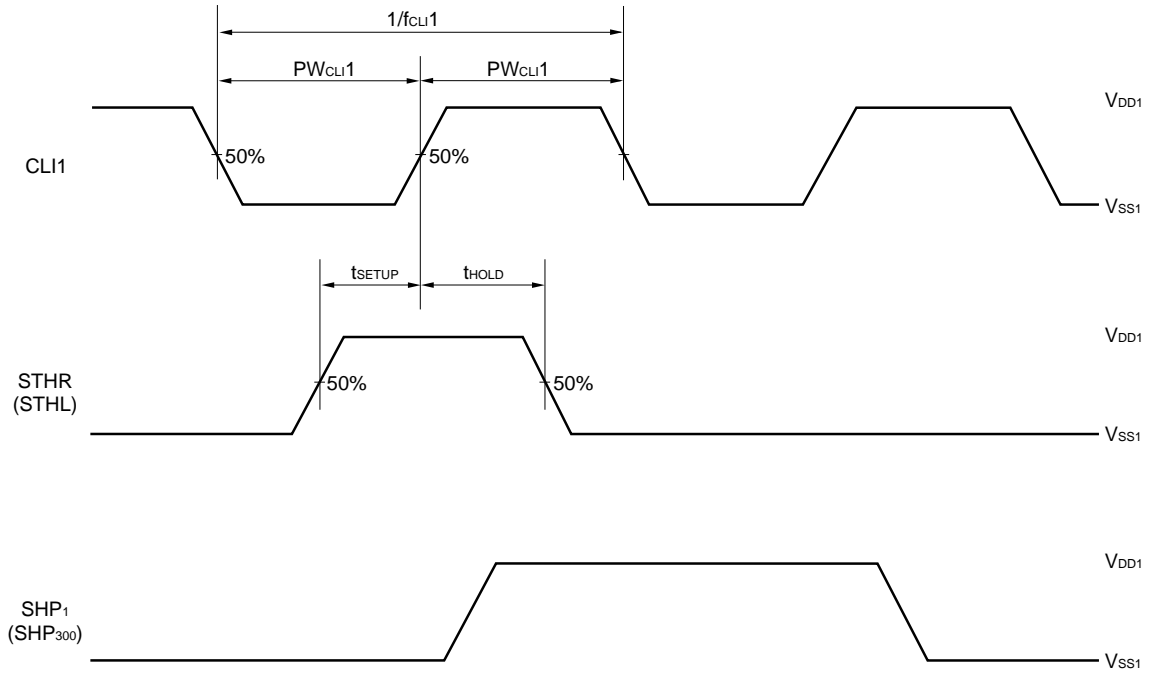 1/fCLI1
PWCLI1 PWCLI1
VDD1
CLI1
50% 50%
VSS1
tSETUP tHOLD
VDD1
STHR
(STHL)
50% 50%
VSS1
VDD1
SHP1
(SHP300)
VSS1